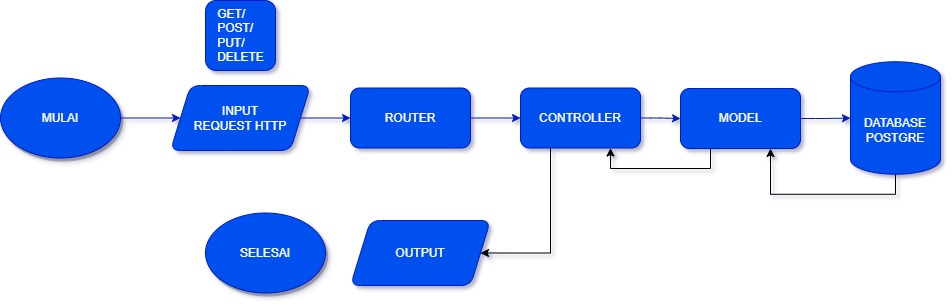 GET/
POST/
PUT/
DELETE
MULAI
INPUT
REQUEST HTTP
ROUTER
CONTROLLER
MODEL
DATABASE
POSTGRE
SELESAI
OUTPUT